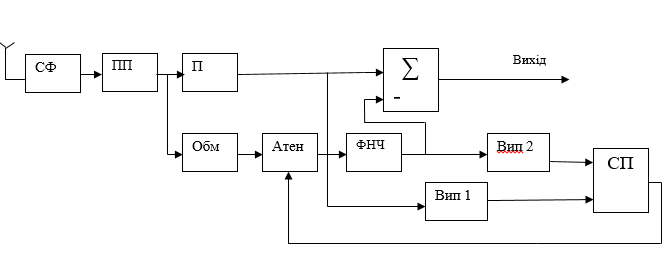 СФ
ПП
П
∑
-
Вихід
Обм
Атен
ФНЧ
Вип 2
СП
Вип 1